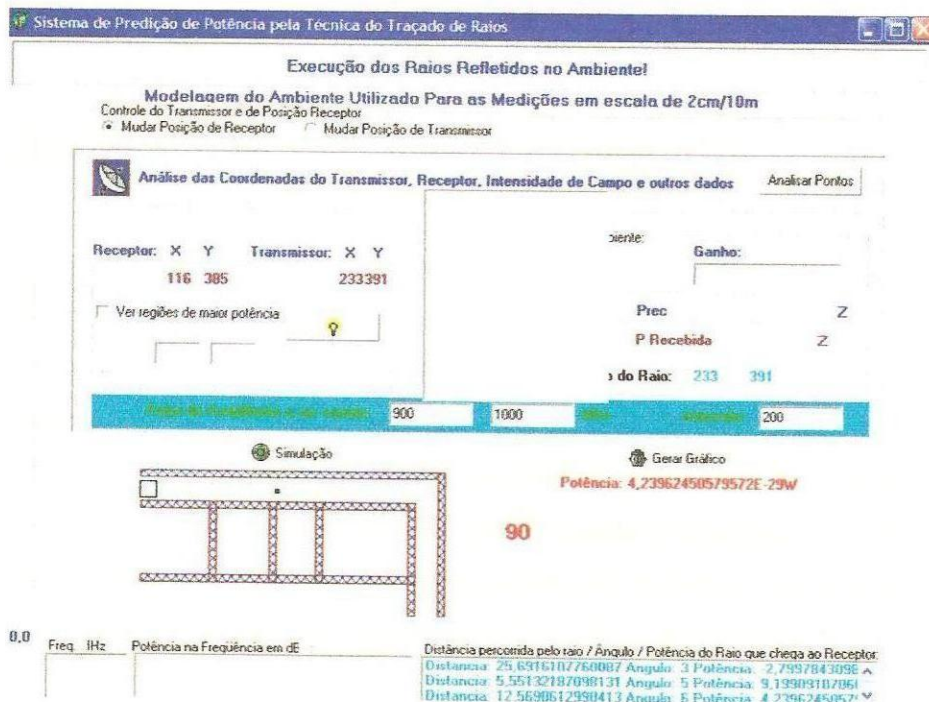 Sistema de Predição de Potência pela Técnica do Traçado de Raios
Execução dos Raios Refletidos no Ambiente!
Modelagem do Ambiente Utilizado Para as Medições em escala de 2cm/10m
Controle do Transmissor e de Posição Receptor
Mudar Posição de Receptor Mudar Posição de Transmissor
Análise das Coordenadas do Transmissor, Receptor, Intensidade de Campo e outros dados Analisar Pontos
Receptor: X Y Transmissor: X Y
116 385 233391
Ver regiões de maior potência
oiente:
Ganho:
Prec Z
P Recebida Z
do Raio: 233 391
900 1000 200
Simulação
Gerar Gráfico
Potência: 4,23962450579572E-29W
90
0,0
Freq. IHz Potência na Freqüência em dE
Distância percorrida pelo raio / Ângulo / Potência do Raio que chega ao Receptor:
Distancia: 25,6916107760087 Angulo: 3 Potência: -2,799784309E
Distancia: 5,55132187098131 Angulo: 5 Potência: 9,1990910706
Distancia: 12,5690612990413 Angulo: 6 Potência: 4,2396245057